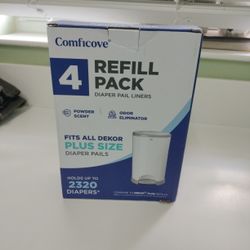 Comficove
4
REFILL
PACK
DIAPER PAIL LINERS
POWDER
SCENT
ODOR
ELIMINATOR
FITS ALL DEKOR
PLUS SIZE
DIAPER PAILS
HOLDS UP TO
2320
DIAPERS*